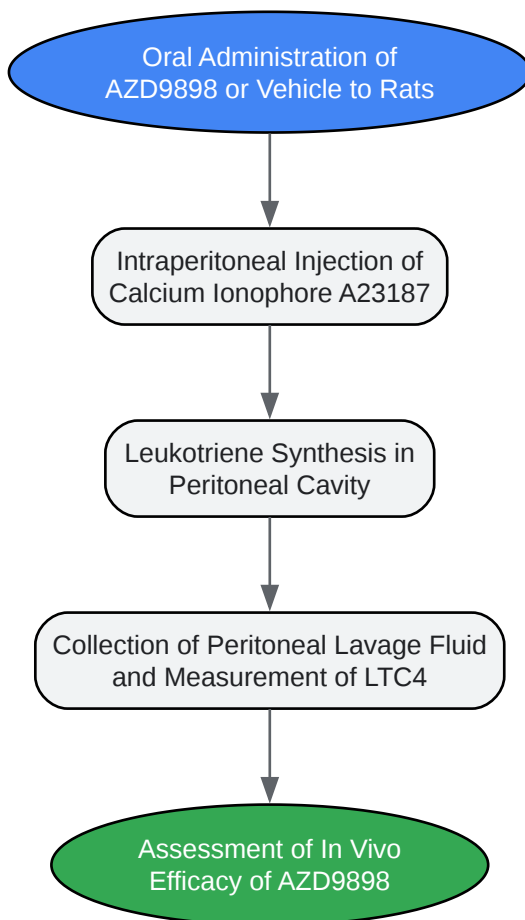 Oral Administration of
AZD9898 or Vehicle to Rats
Intraperitoneal Injection of
Calcium Ionophore A23187
Leukotriene Synthesis in
Peritoneal Cavity
Collection of Peritoneal Lavage Fluid
and Measurement of LTC4
Assessment of In Vivo
Efficacy of AZD9898